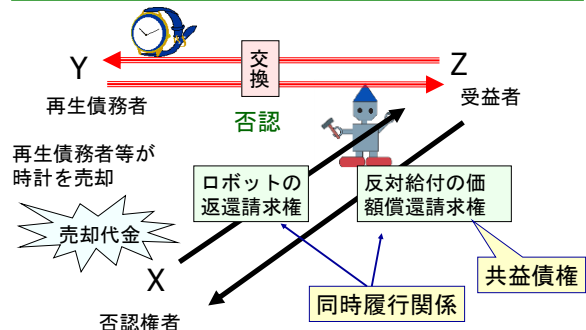 Y
交
換
Z
再生債務者
受益者
否認
再生債務者等が
時計を売却
ロボットの
返還請求権
反対給付の価
額償還請求権
売却代金
X
共益債権
同時履行関係
否認権者